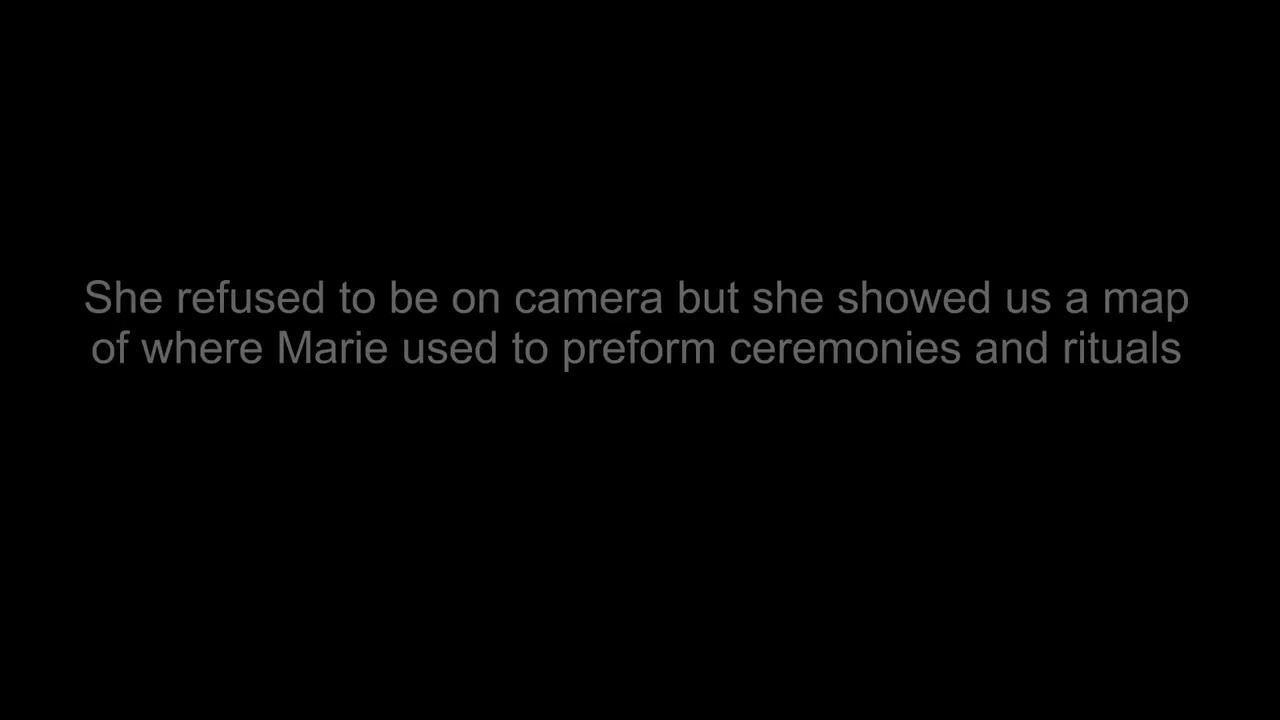 She refused to be on camera but she showed us a map
of where Marie used to preform ceremonies and rituals